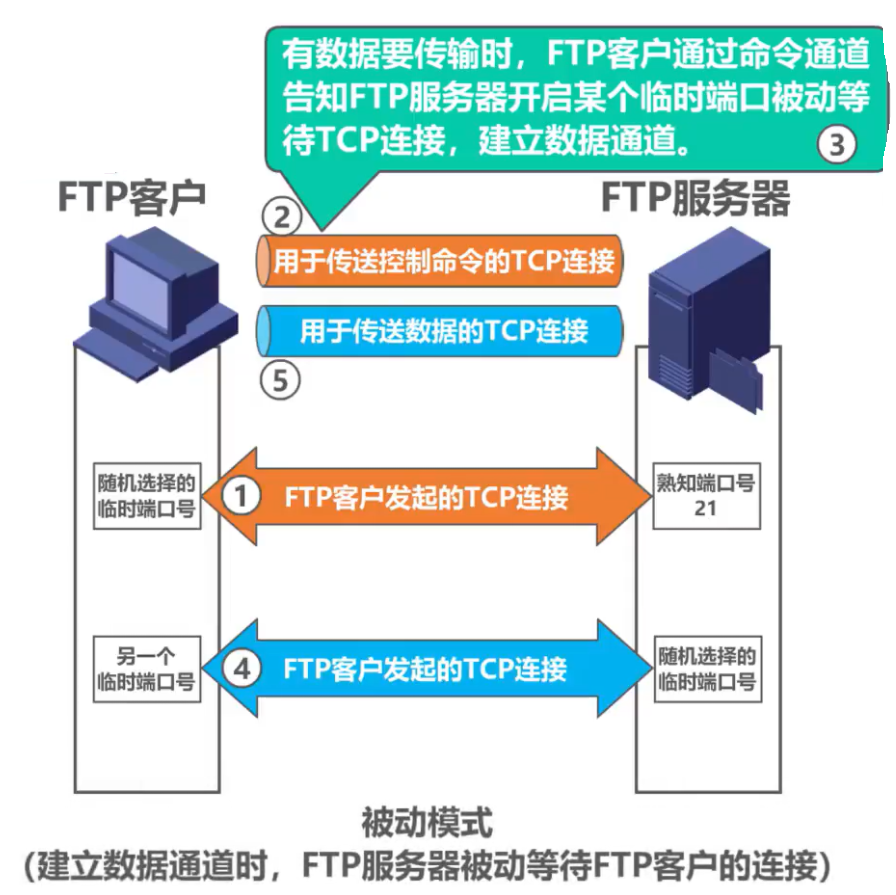 有数据要传输时，FTP客户通过命令通道
告知FTP服务器开启某个临时端口被动等
待TCP连接，建立数据通道。
③
FTP客户
FTP服务器
②
用于传送控制命令的TCP连接
用于传送数据的TCP连接
⑤
随机选择的
临时端口号
①
FTP客户发起的TCP连接
熟知端口号
21
另一个
临时端口号
④
FTP客户发起的TCP连接
随机选择的
临时端口号
被动模式
（建立数据通道时，FTP服务器被动等待FTP客户的连接）